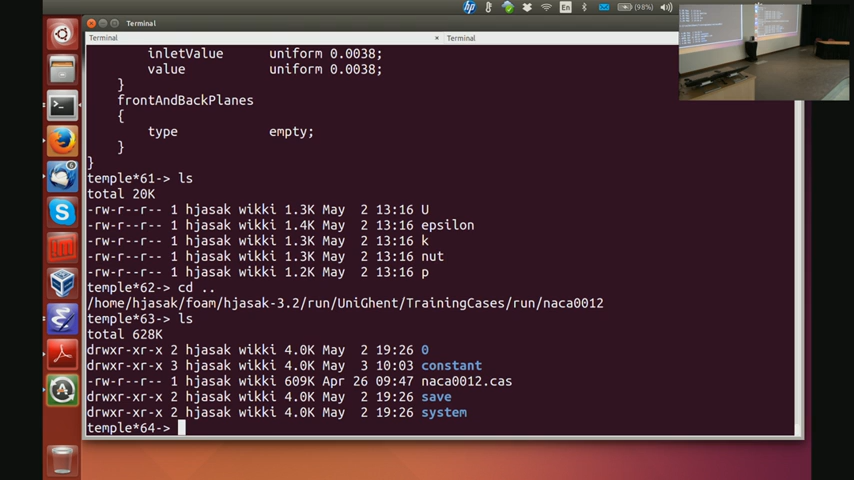 En
(98%)
Terminal
Terminal
Terminal
inletValue uniform 0.0038;
value uniform 0.0038;
}
frontAndBackPlanes
{
type empty;
}
}
temple*61-> ls
total 20K
-rw-r--r-- 1 hjasak wikki 1.3K May 2 13:16 U
-rw-r--r-- 1 hjasak wikki 1.4K May 2 13:16 epsilon
-rw-r--r-- 1 hjasak wikki 1.3K May 2 13:16 k
-rw-r--r-- 1 hjasak wikki 1.3K May 2 13:16 nut
-rw-r--r-- 1 hjasak wikki 1.2K May 2 13:16 p
temple*62-> cd ..
/home/hjasak/foam/hjasak-3.2/run/UniGhent/TrainingCases/run/naca0012
temple*63-> ls
total 628K
drwxr-xr-x 2 hjasak wikki 4.0K May 2 19:26 0
drwxr-xr-x 3 hjasak wikki 4.0K May 3 10:03 constant
-rw-r--r-- 1 hjasak wikki 609K Apr 26 09:47 naca0012.cas
drwxr-xr-x 2 hjasak wikki 4.0K May 2 19:26 save
drwxr-xr-x 2 hjasak wikki 4.0K May 2 19:26 system
temple*64->